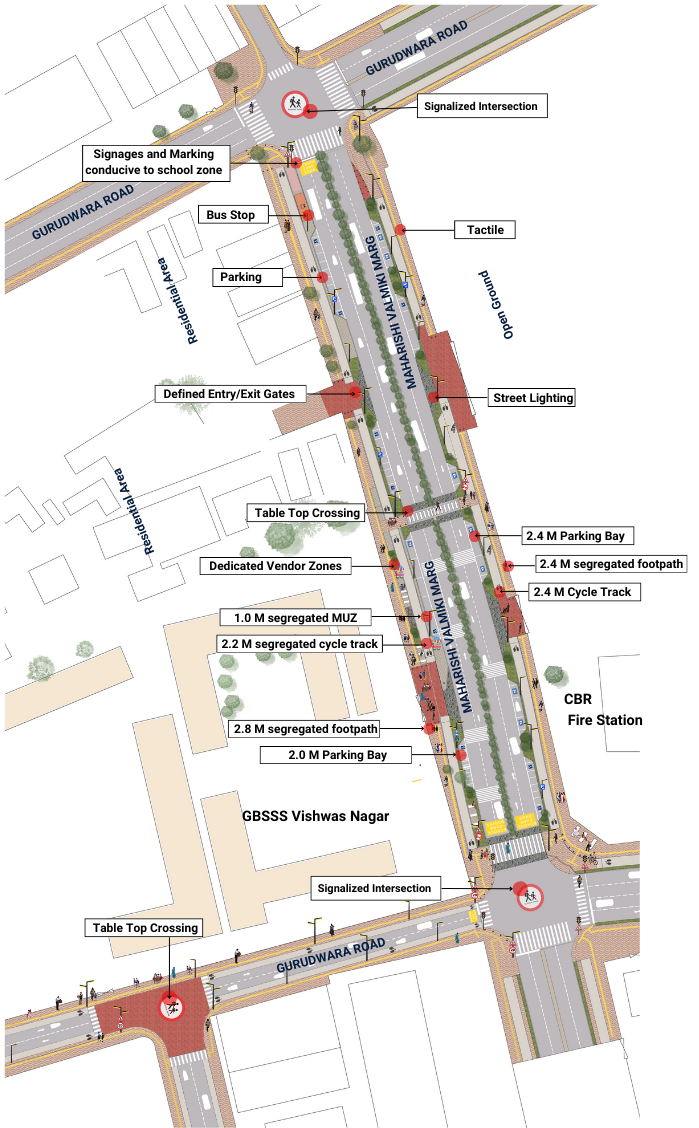 GURUDWARA ROAD
Signalized Intersection
Signages and Marking
conducive to school zone
GURUDWARA ROAD
Bus Stop
Tactile
Parking
Residential Area
MAHARISHI VALMIKI MARG
Open Ground
Defined Entry/Exit Gates
Street Lighting
Residential Area
Table Top Crossing
2.4 M Parking Bay
Dedicated Vendor Zones
2.4 M segregated footpath
2.4 M Cycle Track
1.0 M segregated MUZ
MAHARISHI VALMIKI MARG
2.2 M segregated cycle track
CBR
Fire Station
2.8 M segregated footpath
2.0 M Parking Bay
GBSSS Vishwas Nagar
Signalized Intersection
Table Top Crossing
GURUDWARA ROAD